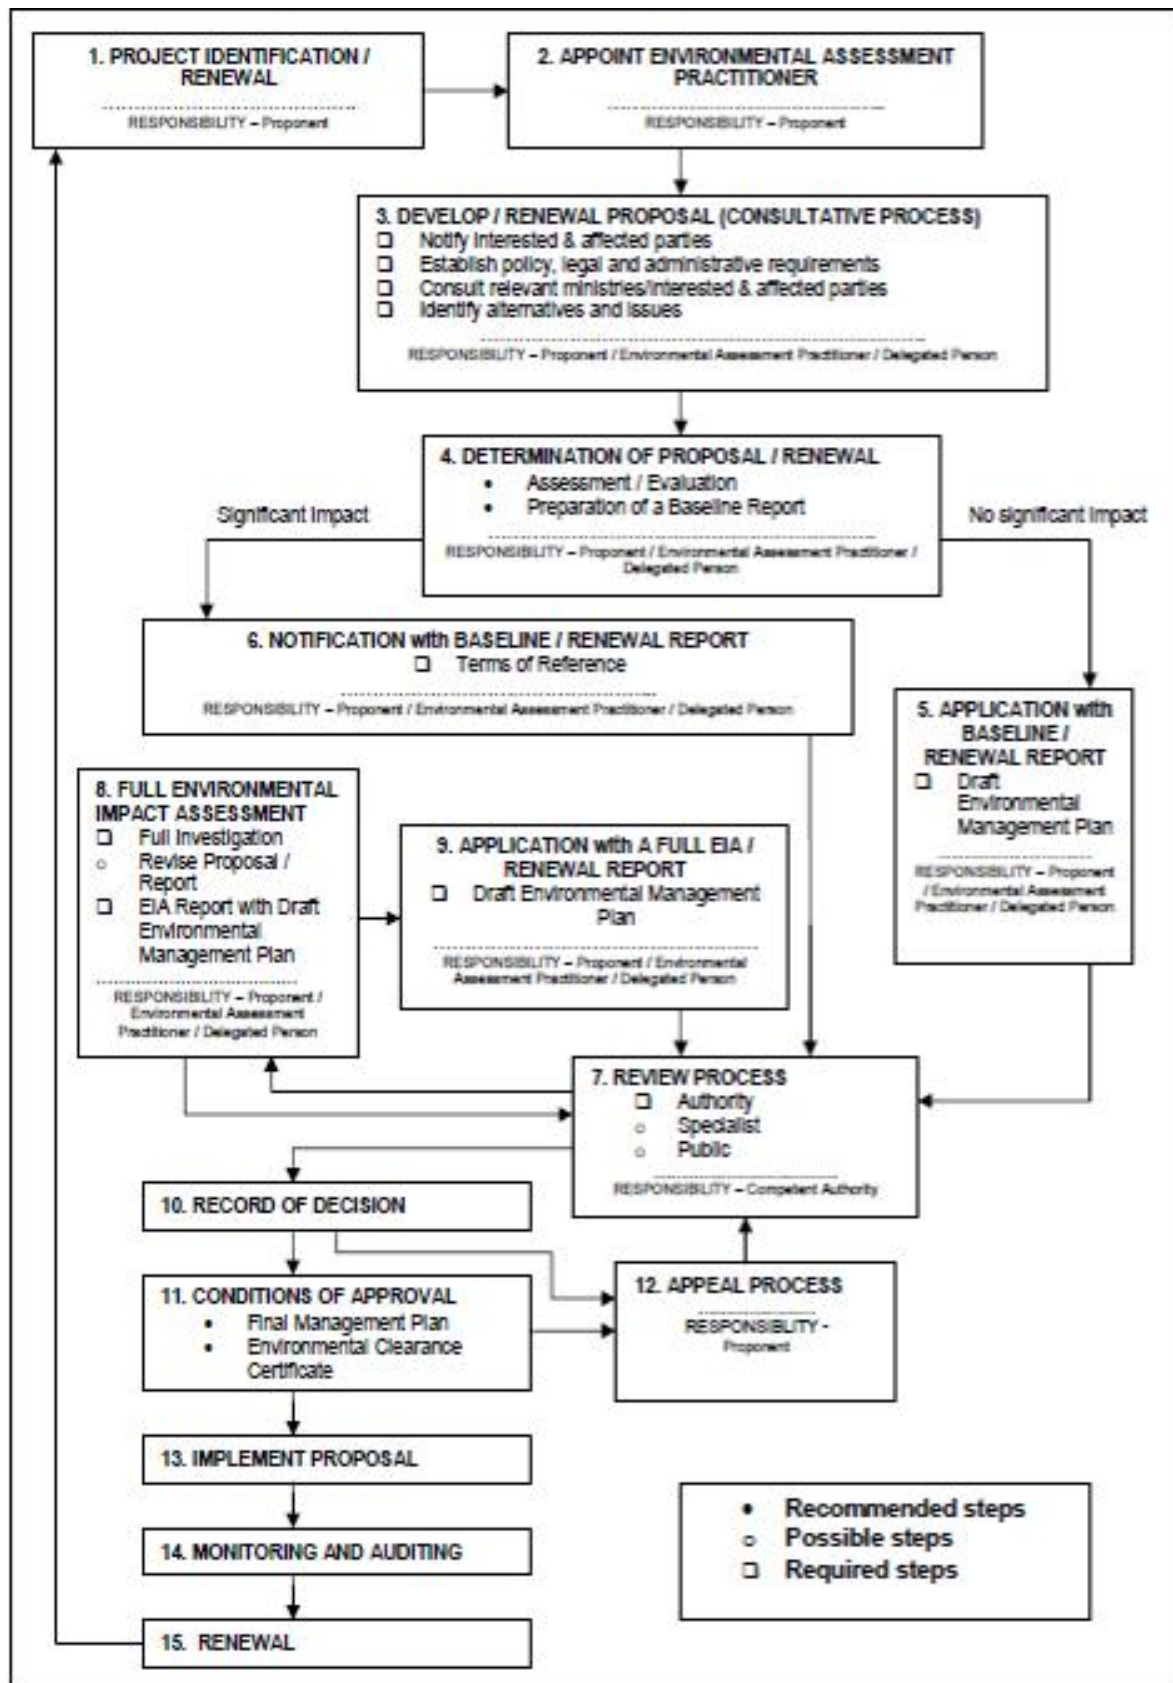 1. PROJECT IDENTIFICATION /
RENEWAL
RESPONSIBILITY – Proponent
2. APPOINT ENVIRONMENTAL ASSESSMENT
PRACTITIONER
RESPONSIBILITY – Proponent
3. DEVELOP / RENEWAL PROPOSAL (CONSULTATIVE PROCESS)
❑ Notify interested & affected parties
❑ Establish policy, legal and administrative requirements
❑ Consult relevant ministries/interested & affected parties
❑ Identify alternatives and issues
RESPONSIBILITY – Proponent / Environmental Assessment Practitioner / Delegated Person
4. DETERMINATION OF PROPOSAL / RENEWAL
• Assessment / Evaluation
• Preparation of a Baseline Report
RESPONSIBILITY – Proponent / Environmental Assessment Practitioner /
Delegated Person
Significant Impact
No significant Impact
6. NOTIFICATION with BASELINE / RENEWAL REPORT
❑ Terms of Reference
RESPONSIBILITY – Proponent / Environmental Assessment Practitioner / Delegated Person
5. APPLICATION with
BASELINE /
RENEWAL REPORT
❑ Draft
Environmental
Management Plan
RESPONSIBILITY – Proponent
/ Environmental Assessment
Practitioner / Delegated Person
8. FULL ENVIRONMENTAL
IMPACT ASSESSMENT
❑ Full Investigation
○ Revise Proposal /
Report
❑ EIA Report with Draft
Environmental
Management Plan
RESPONSIBILITY – Proponent /
Environmental Assessment
Practitioner / Delegated Person
9. APPLICATION with A FULL EIA /
RENEWAL REPORT
❑ Draft Environmental Management
Plan
RESPONSIBILITY – Proponent / Environmental
Assessment Practitioner / Delegated Person
7. REVIEW PROCESS
❑ Authority
○ Specialist
○ Public
RESPONSIBILITY – Competent Authority
10. RECORD OF DECISION
11. CONDITIONS OF APPROVAL
• Final Management Plan
• Environmental Clearance
Certificate
12. APPEAL PROCESS
RESPONSIBLITY -
Proponent
13. IMPLEMENT PROPOSAL
14. MONITORING AND AUDITING
15. RENEWAL
• Recommended steps
○ Possible steps
❑ Required steps